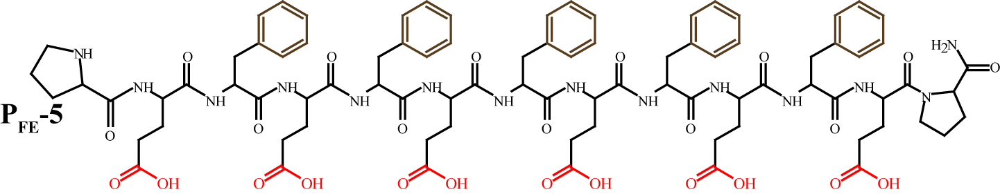 NH H₂N O
O O O O O O
NH NH NH NH NH NH N
NH NH NH NH NH
O O O O O O
P_FE-5
O OH O OH O OH O OH O OH O OH